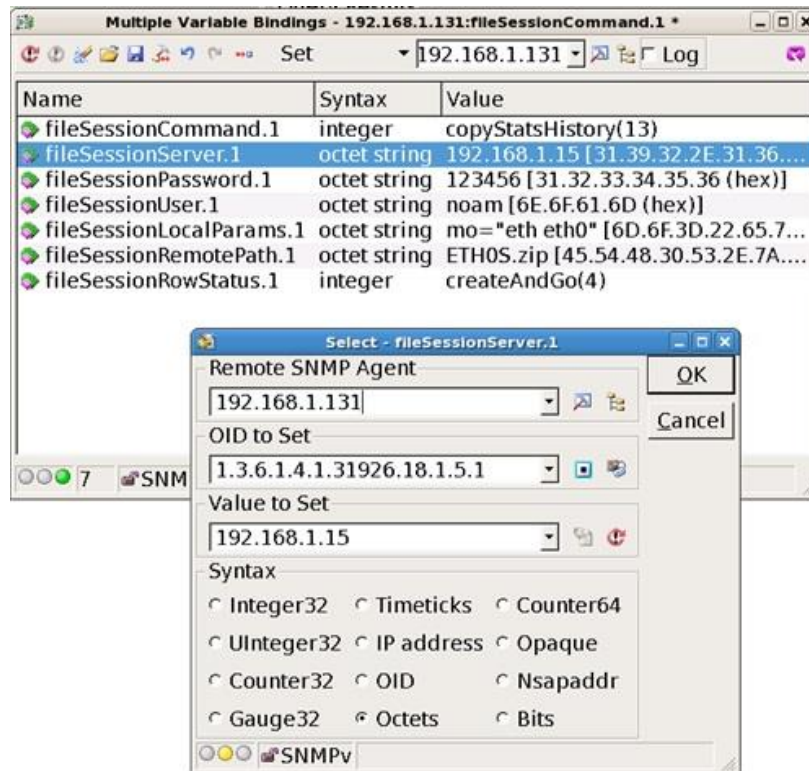 Multiple Variable Bindings - 192.168.1.131:fileSessionCommand.1 *
Set 192.168.1.131 Log
Name Syntax Value
fileSessionCommand.1 integer copyStatsHistory(13)
fileSessionServer.1 octet string 192.168.1.15 [31.39.32.2E.31.36....
fileSessionPassword.1 octet string 123456 [31.32.33.34.35.36 (hex)]
fileSessionUser.1 octet string noam [6E.6F.61.6D (hex)]
fileSessionLocalParams.1 octet string mo="eth eth0" [6D.6F.3D.22.65.7...
fileSessionRemotePath.1 octet string ETH0S.zip [45.54.48.30.53.2E.7A....
fileSessionRowStatus.1 integer createAndGo(4)
7 SNM
Select - fileSessionServer.1
Remote SNMP Agent
192.168.1.131
OK
Cancel
OID to Set
1.3.6.1.4.1.31926.18.1.5.1
Value to Set
192.168.1.15
Syntax
Integer32 Timeticks Counter64
UInteger32 IP address Opaque
Counter32 OID Nsapaddr
Gauge32 Octets Bits
SNMPv